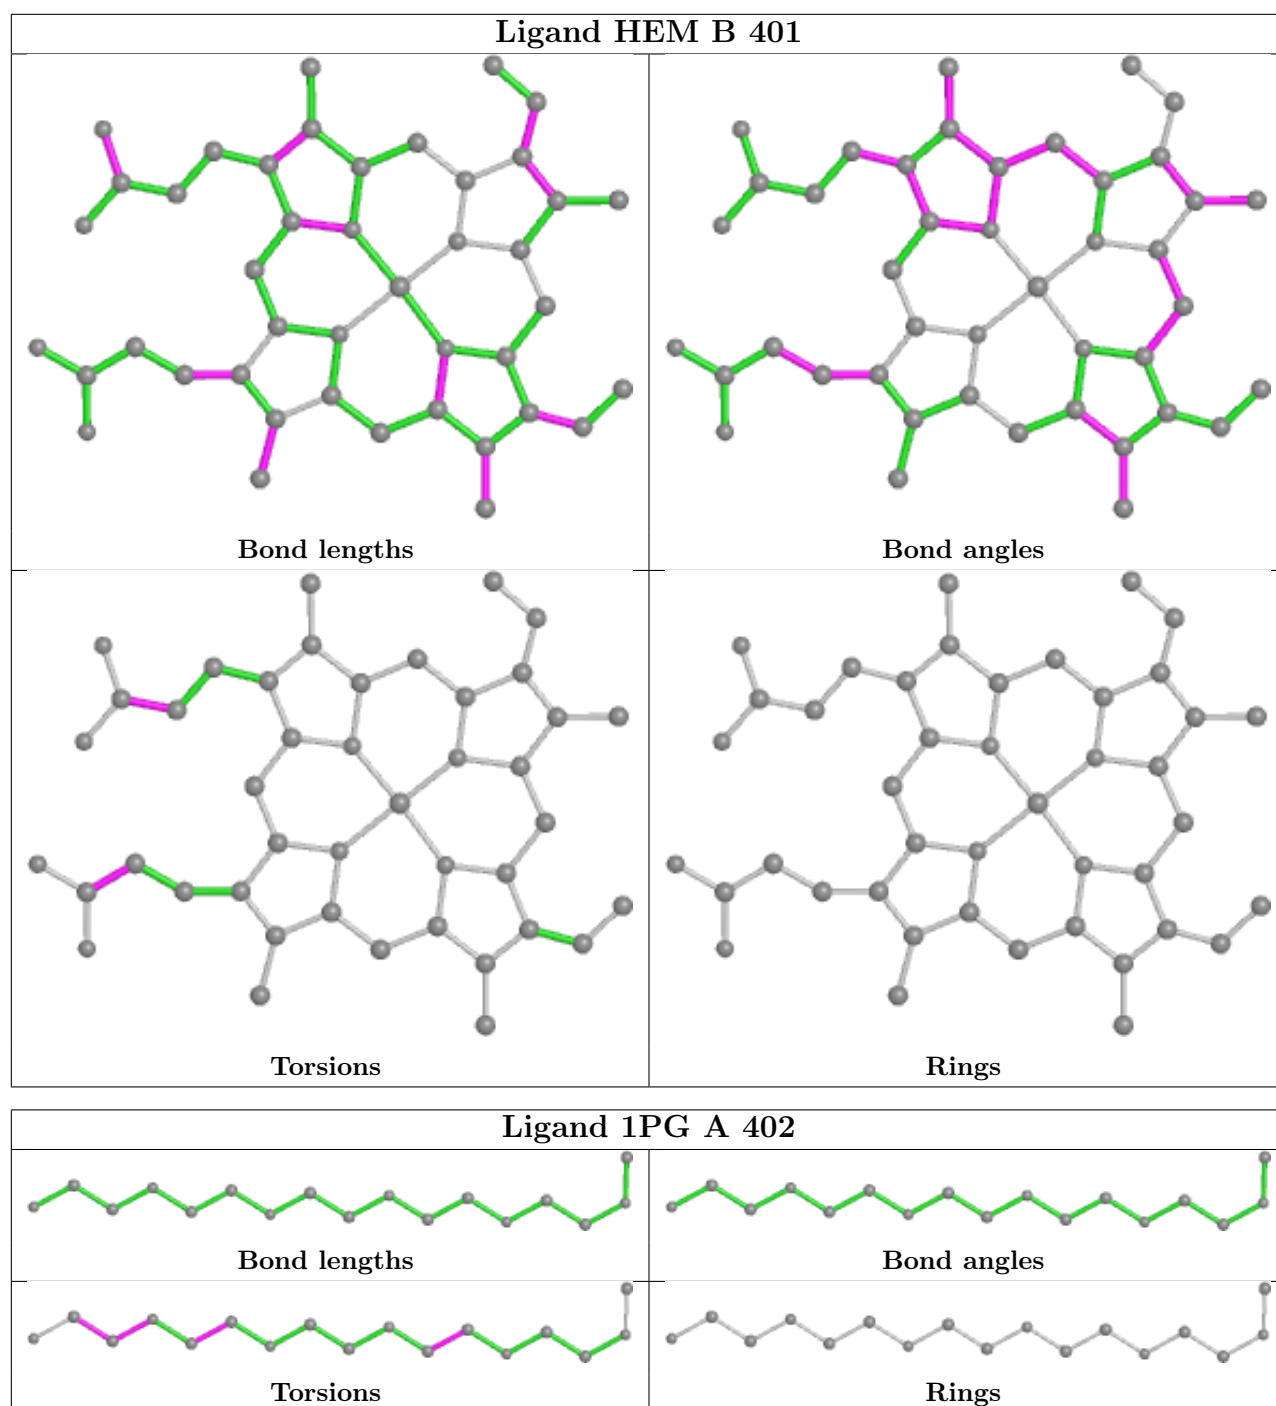 Ligand HEM B 401
Bond lengths
Bond angles
Torsions
Rings
Ligand 1PG A 402
Bond lengths
Bond angles
Torsions
Rings